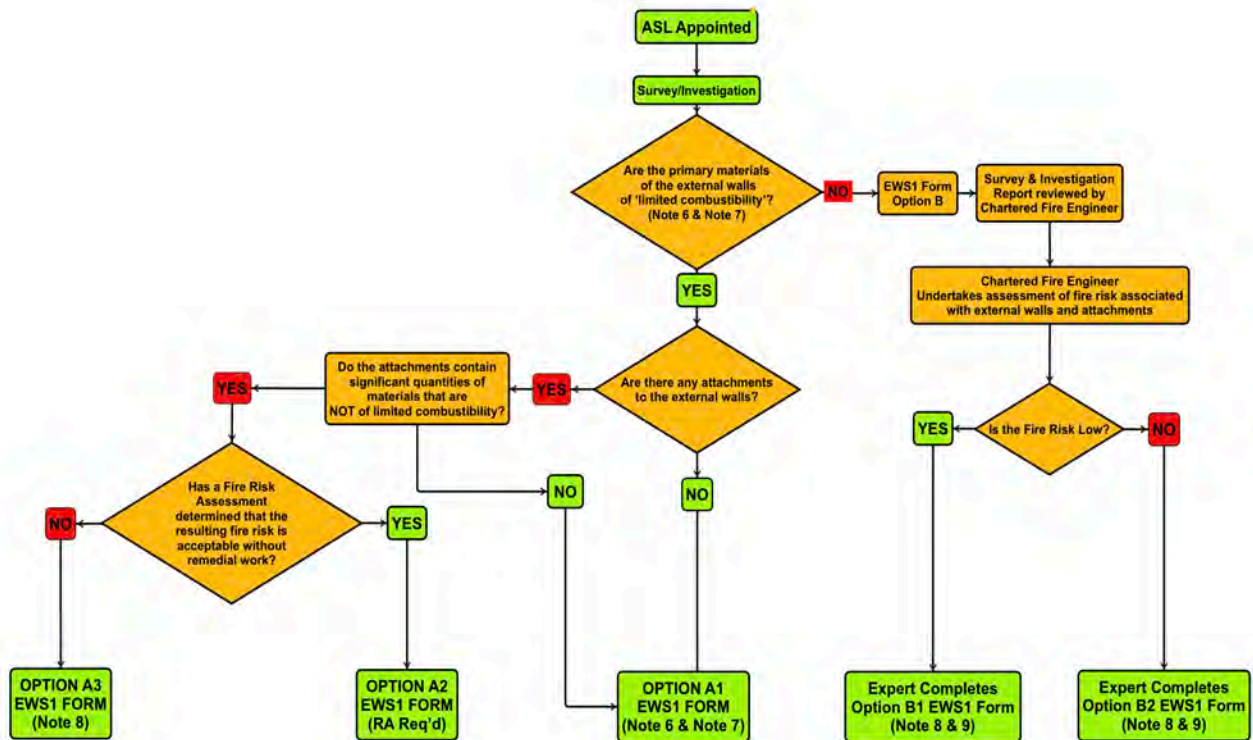 ASL Appointed
Survey/Investigation
Are the primary materials
of the external walls
of ‘limited combustibility’?
(Note 6 & Note 7)
NO
EWS1 Form
Option B
Survey & Investigation
Report reviewed by
Chartered Fire Engineer
YES
Chartered Fire Engineer
Undertakes assessment of fire risk associated
with external walls and attachments
Do the attachments contain
significant quantities of
materials that are
NOT of limited combustibility?
YES
YES
Are there any attachments
to the external walls?
YES
Is the Fire Risk Low?
NO
Has a Fire Risk
Assessment
determined that the
resulting fire risk is
acceptable without
remedial work?
NO
YES
NO
NO
OPTION A3
EWS1 FORM
(Note 8)
OPTION A2
EWS1 FORM
(RA Req’d)
OPTION A1
EWS1 FORM
(Note 6 & Note 7)
Expert Completes
Option B1 EWS1 Form
(Note 8 & 9)
Expert Completes
Option B2 EWS1 Form
(Note 8 & 9)